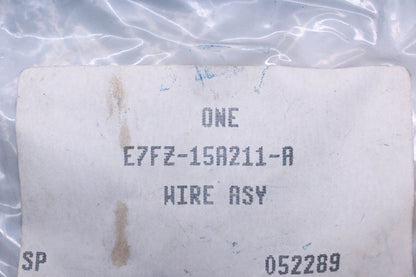 ONE
E7FZ-15A211-A
WIRE ASY
SP 052289